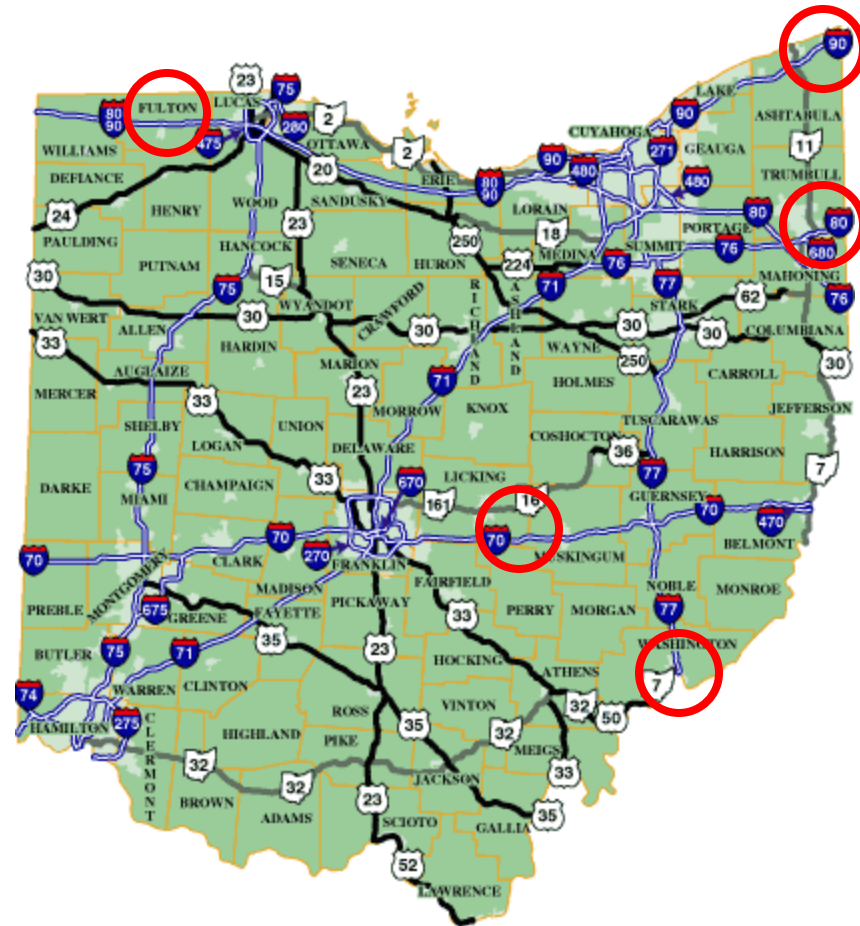 90
23
75
LAKE
FULTON
LUCAS
80
90
2
280
OTTAWA
90
ASHTABULA
CUYAHOGA
475
WILLIAMS
2
90
271
GEAUGA
11
DEFIANCE
20
ERIE
80
90
480
480
TRUMBULL
HENRY
WOOD
SANDUSKY
LORAIN
24
23
80
80
PAULDING
HANCOCK
250
18
PORTAGE
SUMMIT
76
680
PUTNAM
SENECA
HURON
224
MEDINA
76
MAHONING
30
15
75
71
77
62
76
WYANDOT
CRAWFORD
RICHLAND
ASHLAND
STARK
VAN WERT
30
ALLEN
30
30
30
COLUMBIANA
33
HARDIN
WAYNE
250
30
AUGLAIZE
MARION
71
HOLMES
CARROLL
MERCER
33
23
MORROW
KNOX
JEFFERSON
SHELBY
UNION
TUSCARAWAS
LOGAN
DELAWARE
COSHOCTON
36
HARRISON
75
33
670
LICKING
77
7
DARKE
MIAMI
CHAMPAIGN
161
16
GUERNSEY
70
70
270
70
470
70
CLARK
FRANKLIN
MUSKINGUM
BELMONT
MONTGOMERY
MADISON
FAIRFIELD
NOBLE
MONROE
PREBLE
675
GREENE
FAYETTE
PICKAWAY
33
PERRY
MORGAN
77
35
23
BUTLER
75
71
HOCKING
WASHINGTON
74
WARREN
CLINTON
ATHENS
7
ROSS
VINTON
32
50
275
HAMILTON
CLERMONT
HIGHLAND
PIKE
35
32
MEIGS
32
32
JACKSON
33
BROWN
ADAMS
23
35
SCIOTO
GALLIA
52
LAWRENCE